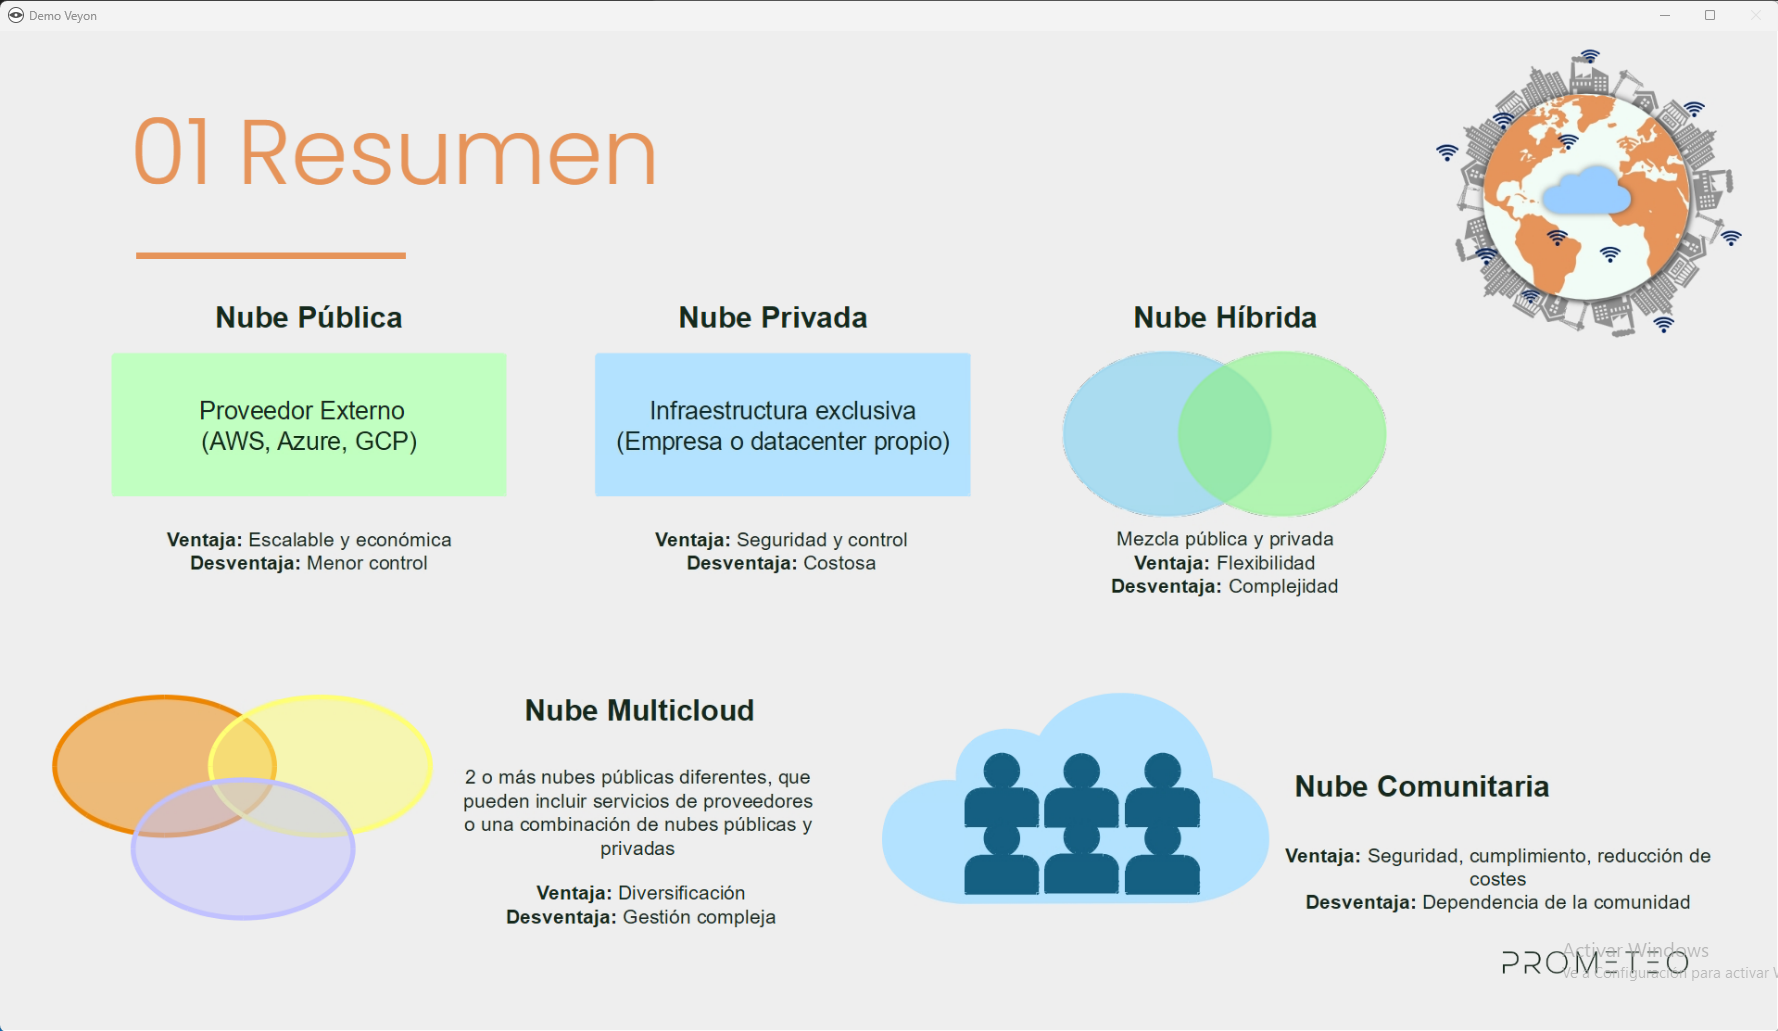 Demo Veyon
01 Resumen
Nube Pública
Proveedor Externo
(AWS, Azure, GCP)
Ventaja: Escalable y económica
Desventaja: Menor control
Nube Privada
Infraestructura exclusiva
(Empresa o datacenter propio)
Ventaja: Seguridad y control
Desventaja: Costosa
Nube Híbrida
Mezcla pública y privada
Ventaja: Flexibilidad
Desventaja: Complejidad
Nube Multicloud
2 o más nubes públicas diferentes, que
pueden incluir servicios de proveedores
o una combinación de nubes públicas y
privadas
Ventaja: Diversificación
Desventaja: Gestión compleja
Nube Comunitaria
Ventaja: Seguridad, cumplimiento, reducción de
costes
Desventaja: Dependencia de la comunidad
Activar Windows
PROMETEO
Ve a Configuración para activar